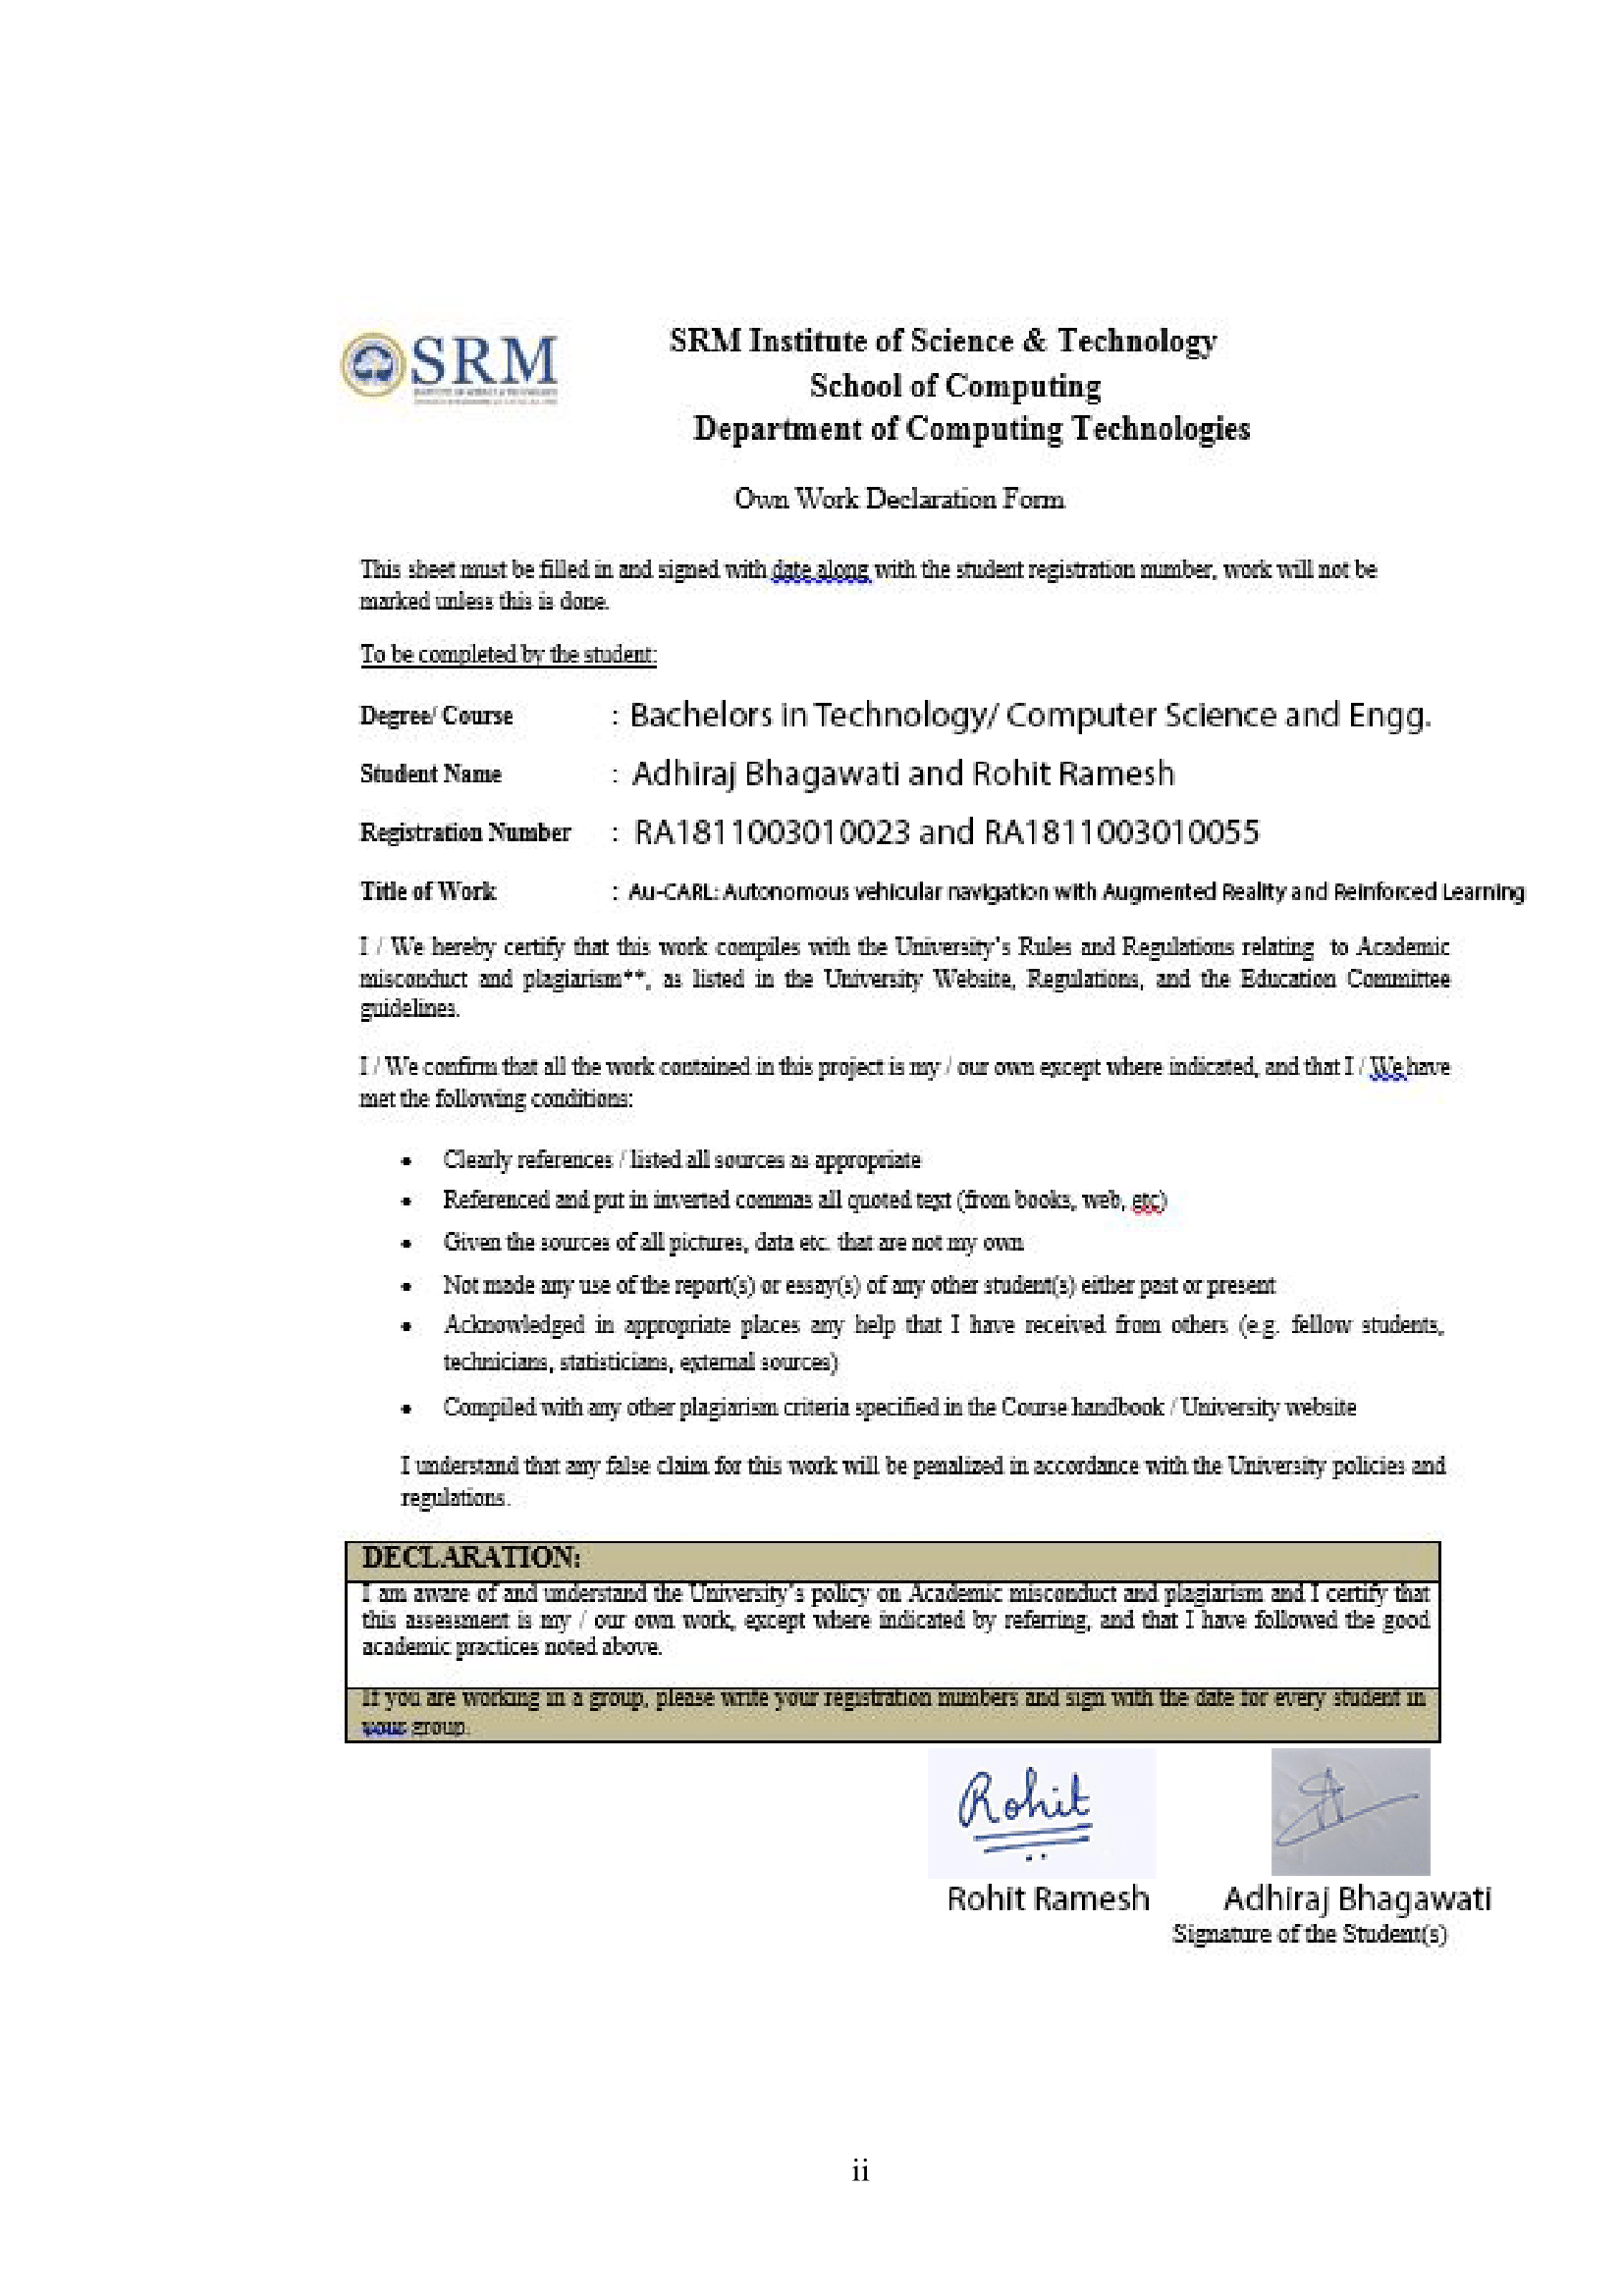 SRM
SRM Institute of Science & Technology
School of Computing
Department of Computing Technologies
Own Work Declaration Form
This sheet must be filled in and signed with date along with the student registration number, work will not be
marked unless this is done.
To be completed by the student:
Degree/ Course : Bachelors in Technology/ Computer Science and Engg.
Student Name : Adhiraj Bhagawati and Rohit Ramesh
Registration Number : RA1811003010023 and RA1811003010055
Title of Work : Au-CARL: Autonomous vehicular navigation with Augmented Reality and Reinforced Learning
I / We hereby certify that this work compiles with the University's Rules and Regulations relating to Academic
misconduct and plagiarism**, as listed in the University Website, Regulations, and the Education Committee
guidelines.
I / We confirm that all the work contained in this project is my / our own except where indicated, and that I / We have
met the following conditions:
• Clearly references / listed all sources as appropriate
• Referenced and put in inverted commas all quoted text (from books, web, etc)
• Given the sources of all pictures, data etc. that are not my own
• Not made any use of the report(s) or essay(s) of any other student(s) either past or present
• Acknowledged in appropriate places any help that I have received from others (e.g. fellow students,
technicians, statisticians, external sources)
• Compiled with any other plagiarism criteria specified in the Course handbook / University website
I understand that any false claim for this work will be penalized in accordance with the University policies and
regulations.
DECLARATION:
I am aware of and understand the University's policy on Academic misconduct and plagiarism and I certify that
this assessment is my / our own work, except where indicated by referring, and that I have followed the good
academic practices noted above.
If you are working in a group, please write your registration numbers and sign with the date for every student in
your group.
Rohit
Rohit Ramesh Adhiraj Bhagawati
Signature of the Student(s)
ii